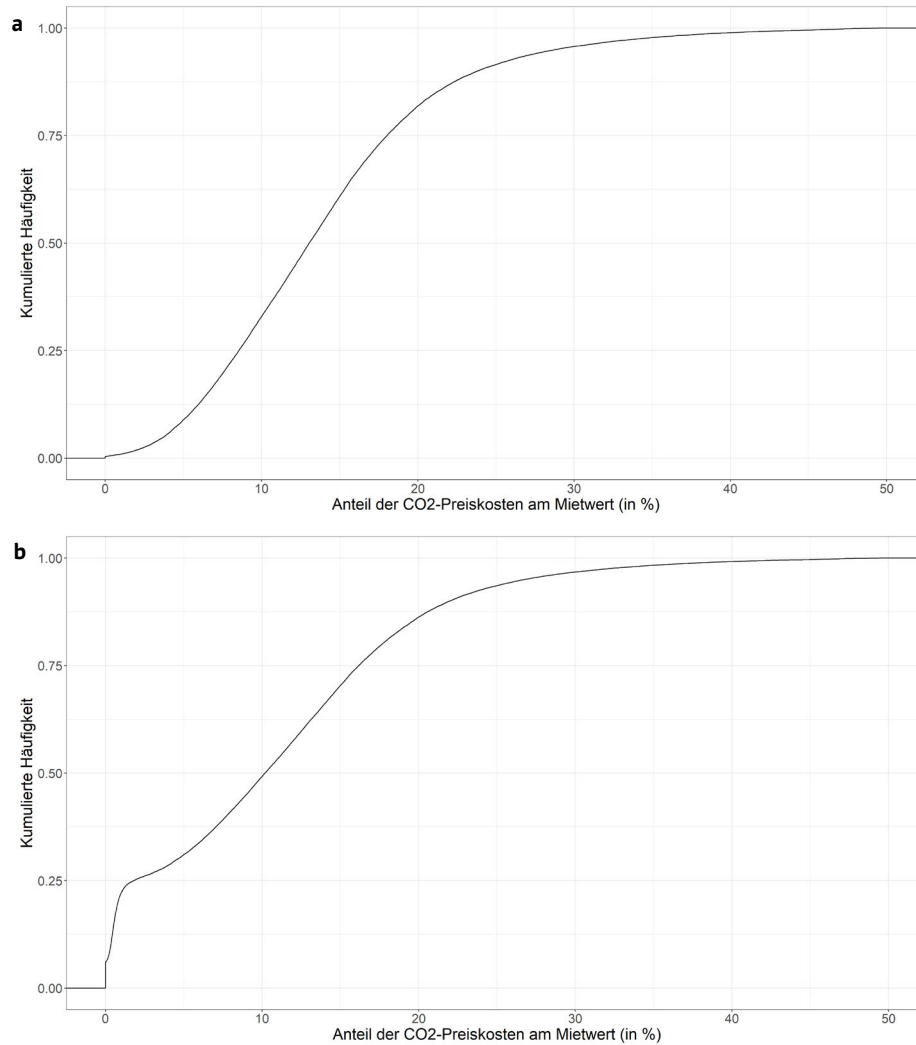 a
Kumulierte Häufigkeit
1.00
0.75
0.50
0.25
0.00
0 10 20 30 40 50
Anteil der CO2-Preiskosten am Mietwert (in %)
b
Kumulierte Häufigkeit
1.00
0.75
0.50
0.25
0.00
0 10 20 30 40 50
Anteil der CO2-Preiskosten am Mietwert (in %)